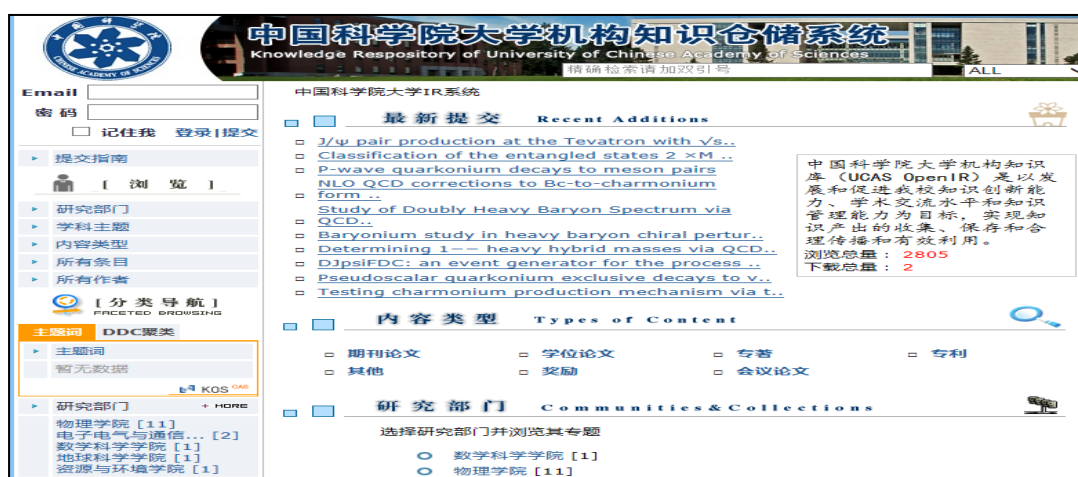 CHINESE ACADEMY OF SCIENCES
中国科学院大学机构知识仓储系统
Knowledge Respository of University of Chinese Academy of Sciences
精确检索请加双引号
ALL
Email
密码
记住我 登录|提交
提交指南
[ 浏 览 ]
研究部门
学科主题
内容类型
所有条目
所有作者
[分类导航]
FACETED BROWSING
主题词 DDC聚类
主题词
暂无数据
KOS CAS
研究部门 + MORE
物理学院 [11]
电子电气与通信... [2]
数学科学学院 [1]
地球科学学院 [1]
资源与环境学院 [1]
中国科学院大学IR系统
最新提交 Recent Additions
J/ψ pair production at the Tevatron with √s..
Classification of the entangled states 2 ×M ..
P-wave quarkonium decays to meson pairs
NLO QCD corrections to Bc-to-charmonium
form ..
Study of Doubly Heavy Baryon Spectrum via
QCD..
Baryonium study in heavy baryon chiral pertur..
Determining 1-- heavy hybrid masses via QCD..
DJpsiFDC: an event generator for the process ..
Pseudoscalar quarkonium exclusive decays to v..
Testing charmonium production mechanism via t..
中国科学院大学机构知识
库（UCAS OpenIR）是以发
展和促进我校知识创新能
力、学术交流水平和知识
管理能力为目标，实现知
识产出的收集、保存和合
理传播和有效利用。
浏览总量：2805
下载总量：2
内容类型 Types of Content
期刊论文 学位论文 专著 专利
其他 奖励 会议论文
研究部门 Communities&Collections
选择研究部门并浏览其专题
数学科学学院 [1]
物理学院 [11]